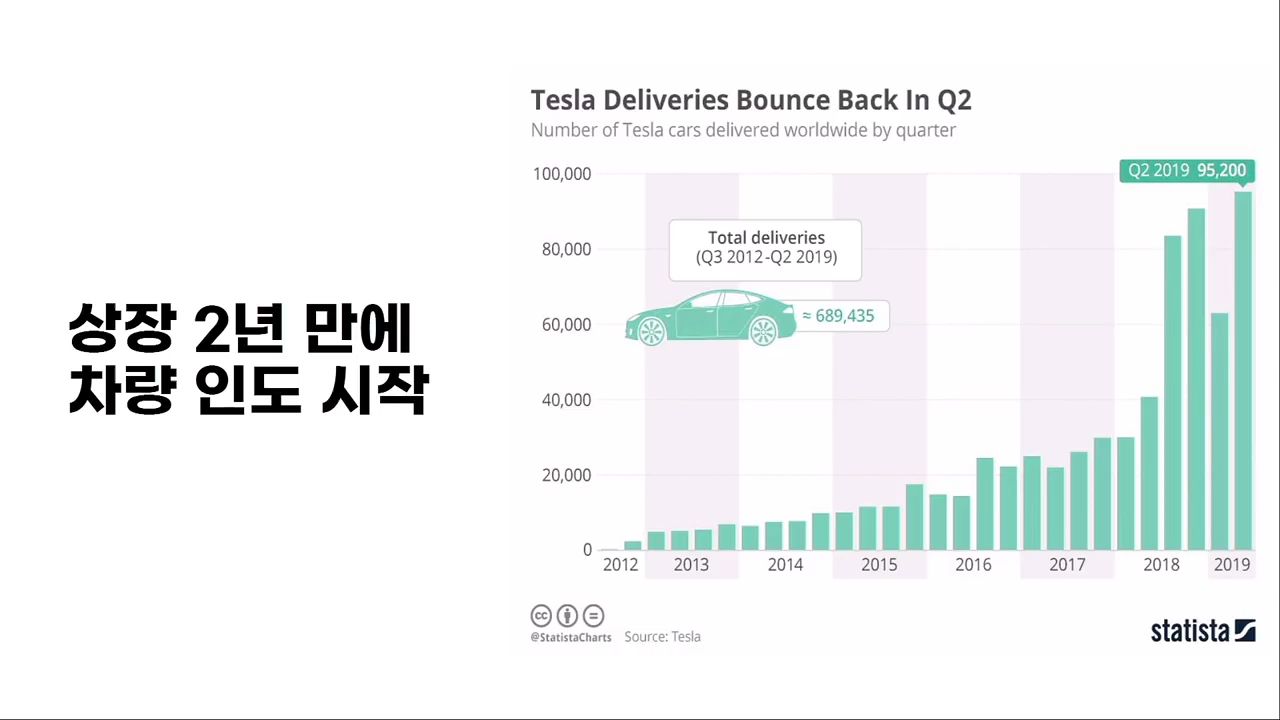 상장 2년 만에
차량 인도 시작
Tesla Deliveries Bounce Back In Q2
Number of Tesla cars delivered worldwide by quarter
Q2 2019 95,200
100,000
80,000
60,000
40,000
20,000
0
Total deliveries
(Q3 2012-Q2 2019)
≈ 689,435
2012 2013 2014 2015 2016 2017 2018 2019
@StatistaCharts Source: Tesla
statista